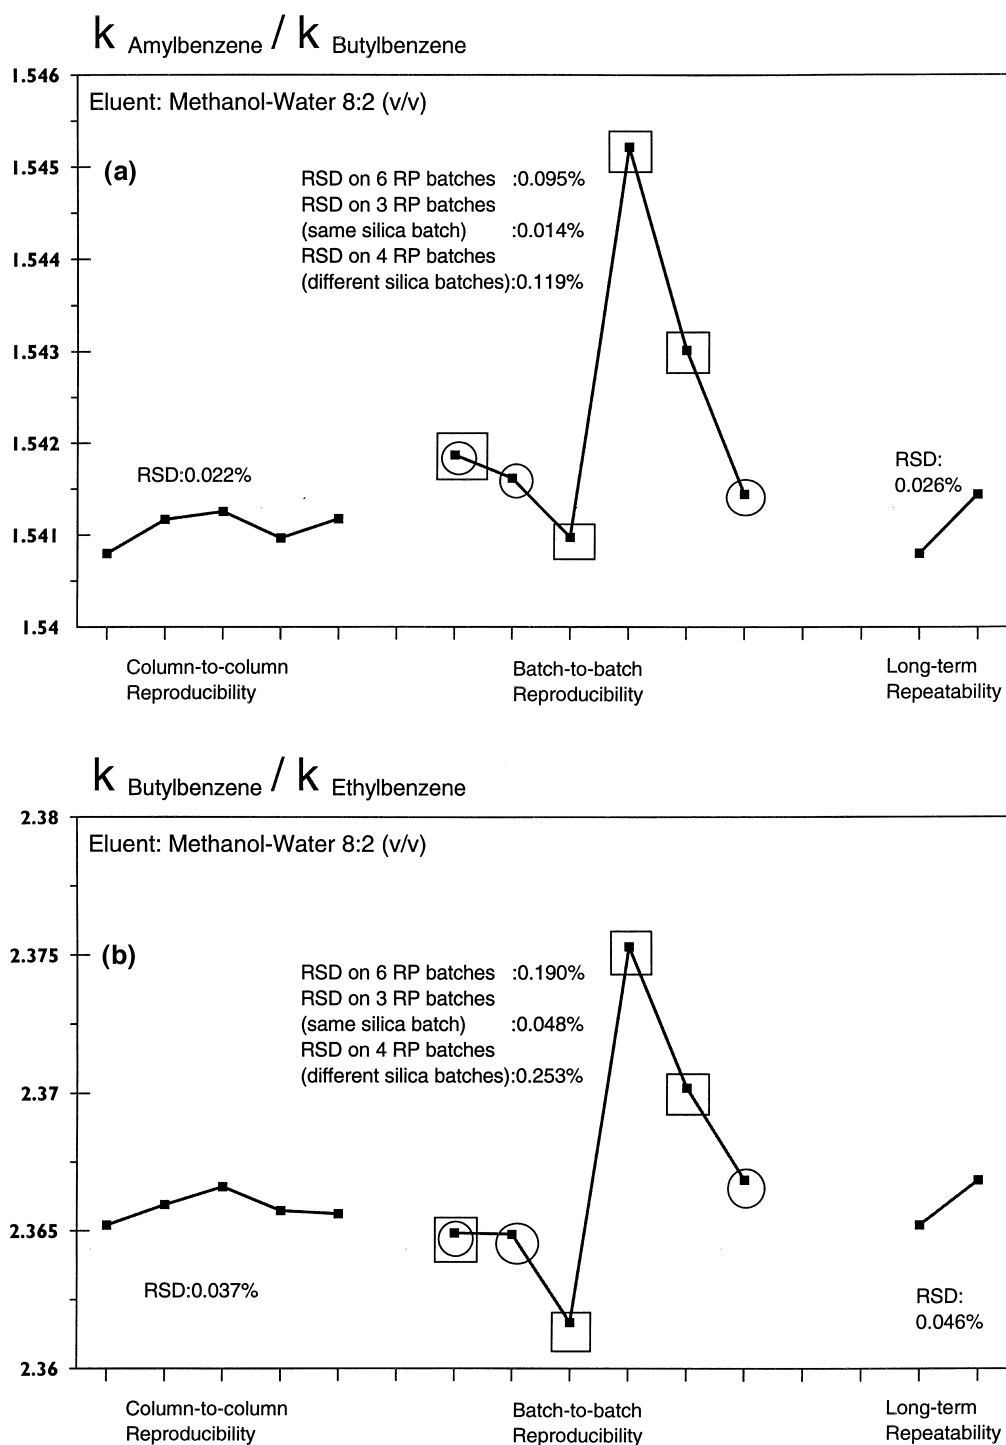 k Amylbenzene / k Butylbenzene
1.546
Eluent: Methanol-Water 8:2 (v/v)
1.545
(a)
RSD on 6 RP batches :0.095%
RSD on 3 RP batches
(same silica batch) :0.014%
RSD on 4 RP batches
(different silica batches):0.119%
1.544
1.543
1.542
RSD:0.022%
RSD:
0.026%
1.541
1.54
Column-to-column
Reproducibility
Batch-to-batch
Reproducibility
Long-term
Repeatability
k Butylbenzene / k Ethylbenzene
2.38
Eluent: Methanol-Water 8:2 (v/v)
2.375
(b)
RSD on 6 RP batches :0.190%
RSD on 3 RP batches
(same silica batch) :0.048%
RSD on 4 RP batches
(different silica batches):0.253%
2.37
2.365
RSD:0.037%
RSD:
0.046%
2.36
Column-to-column
Reproducibility
Batch-to-batch
Reproducibility
Long-term
Repeatability